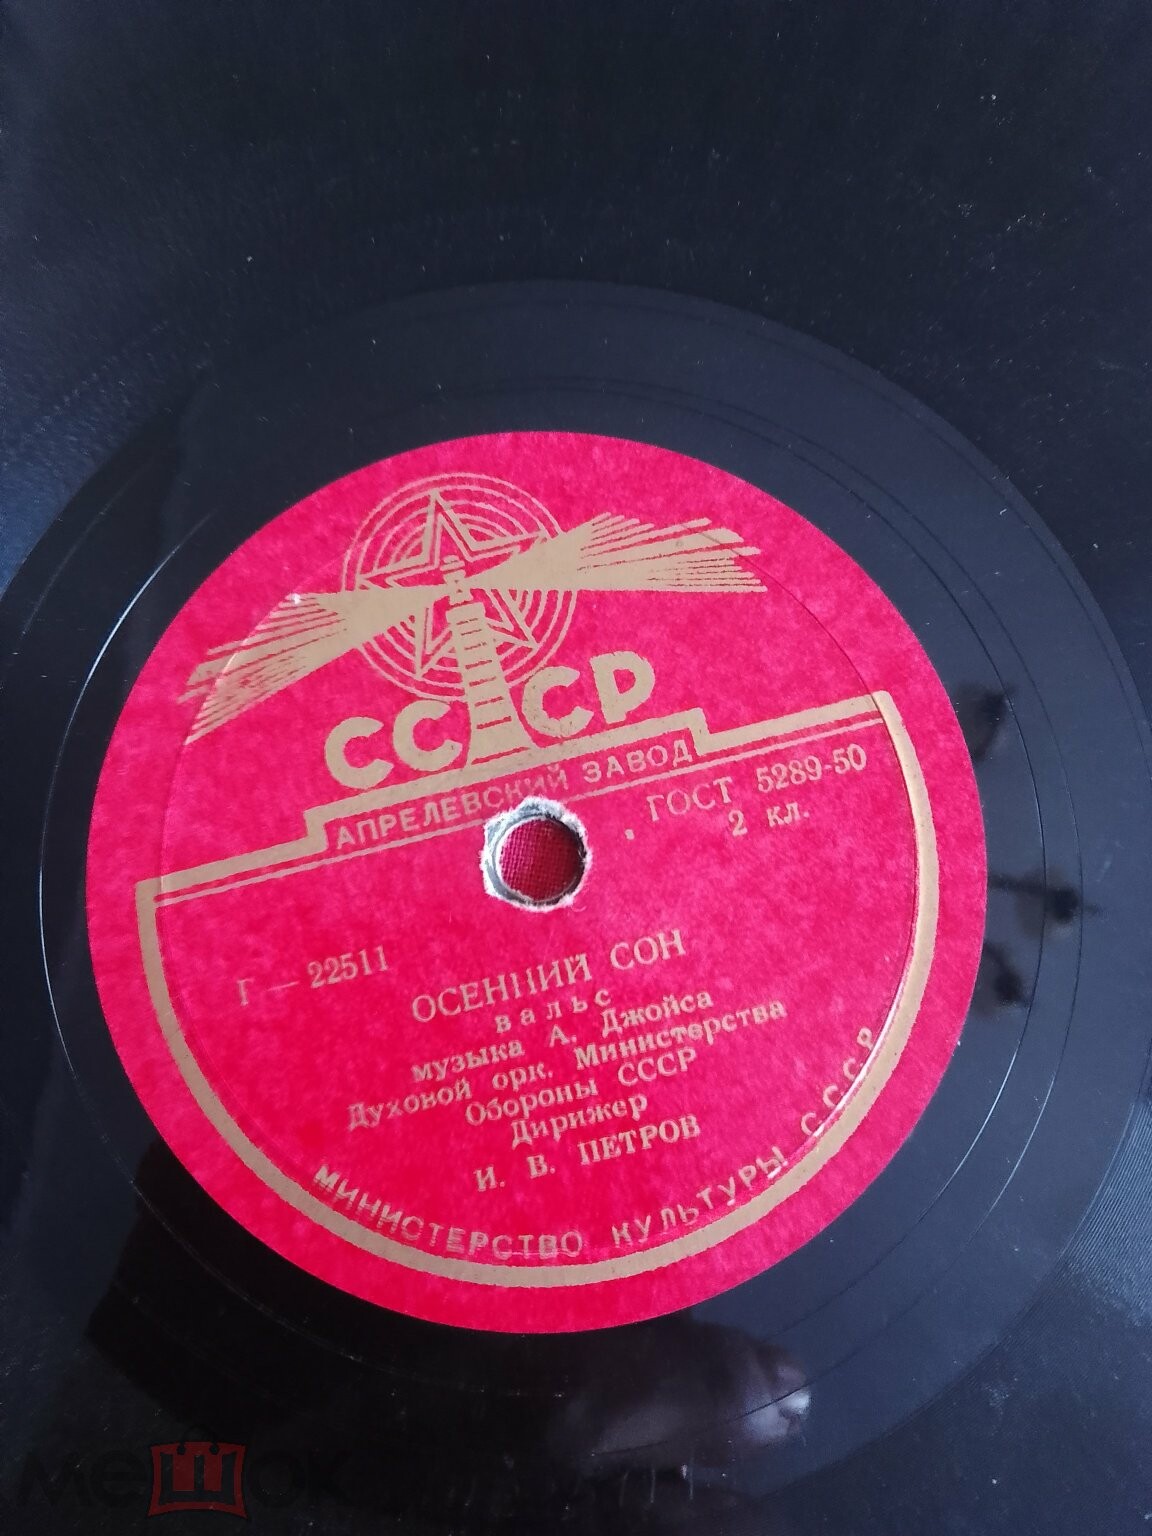 СССР
АПРЕЛЕВСКИЙ ЗАВОД
ГОСТ 5289-50
2 кл.
Г — 22511
ОСЕННИЙ СОН
вальс
музыка А. Джойса
Духовой орк. Министерства
Обороны СССР
Дирижер
И. В. ПЕТРОВ
МИНИСТЕРСТВО КУЛЬТУРЫ СССР
мешок